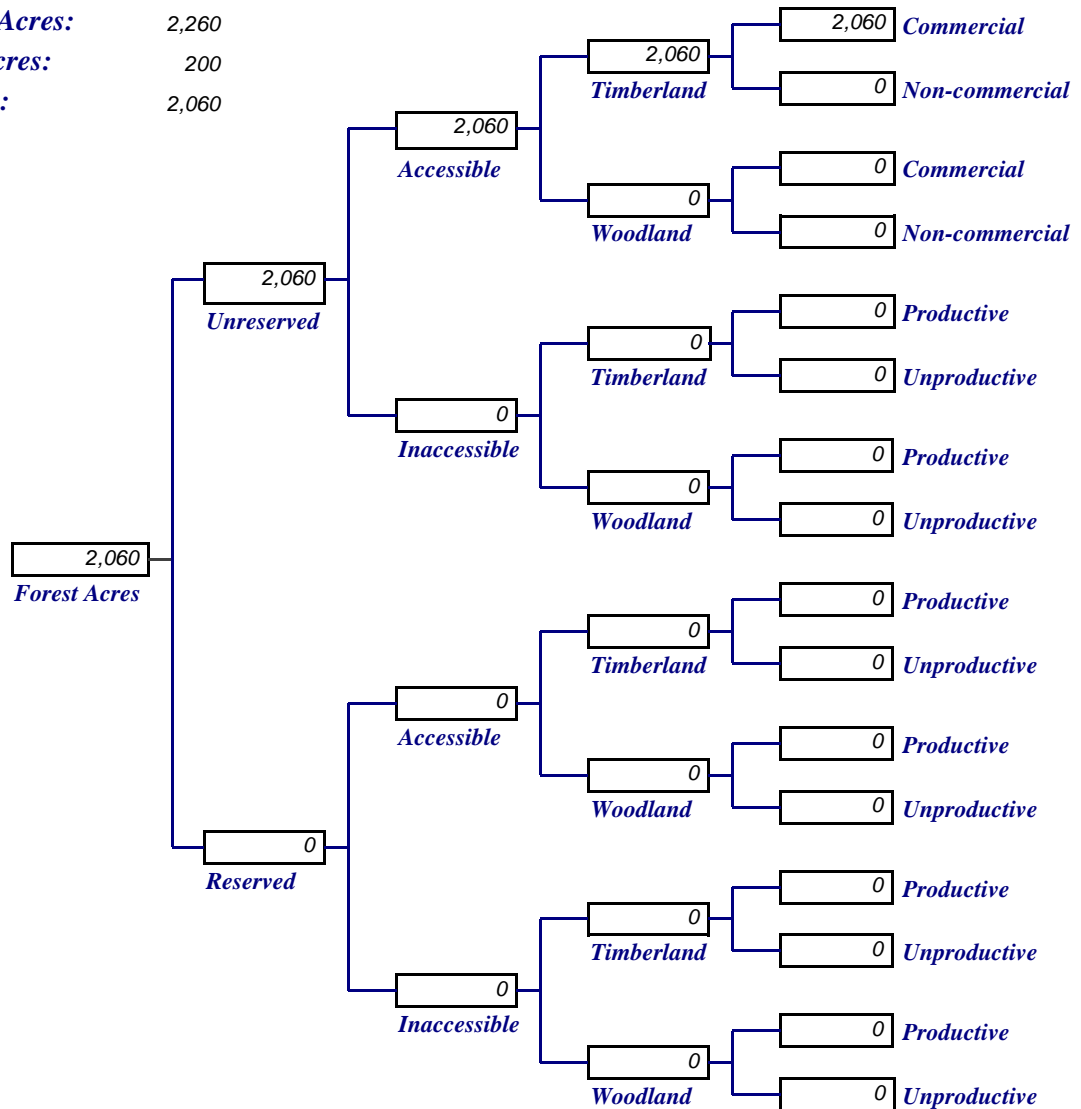 Acres: 2,260
cres: 200
: 2,060
2,060 Commercial
2,060
Timberland
0 Non-commercial
2,060
Accessible
0 Commercial
0
Woodland
0 Non-commercial
2,060
Unreserved
0 Productive
0
Timberland
0 Unproductive
0
Inaccessible
0 Productive
0
Woodland
0 Unproductive
2,060
Forest Acres
0 Productive
0
Timberland
0 Unproductive
0
Accessible
0 Productive
0
Woodland
0 Unproductive
0
Reserved
0 Productive
0
Timberland
0 Unproductive
0
Inaccessible
0 Productive
0
Woodland
0 Unproductive